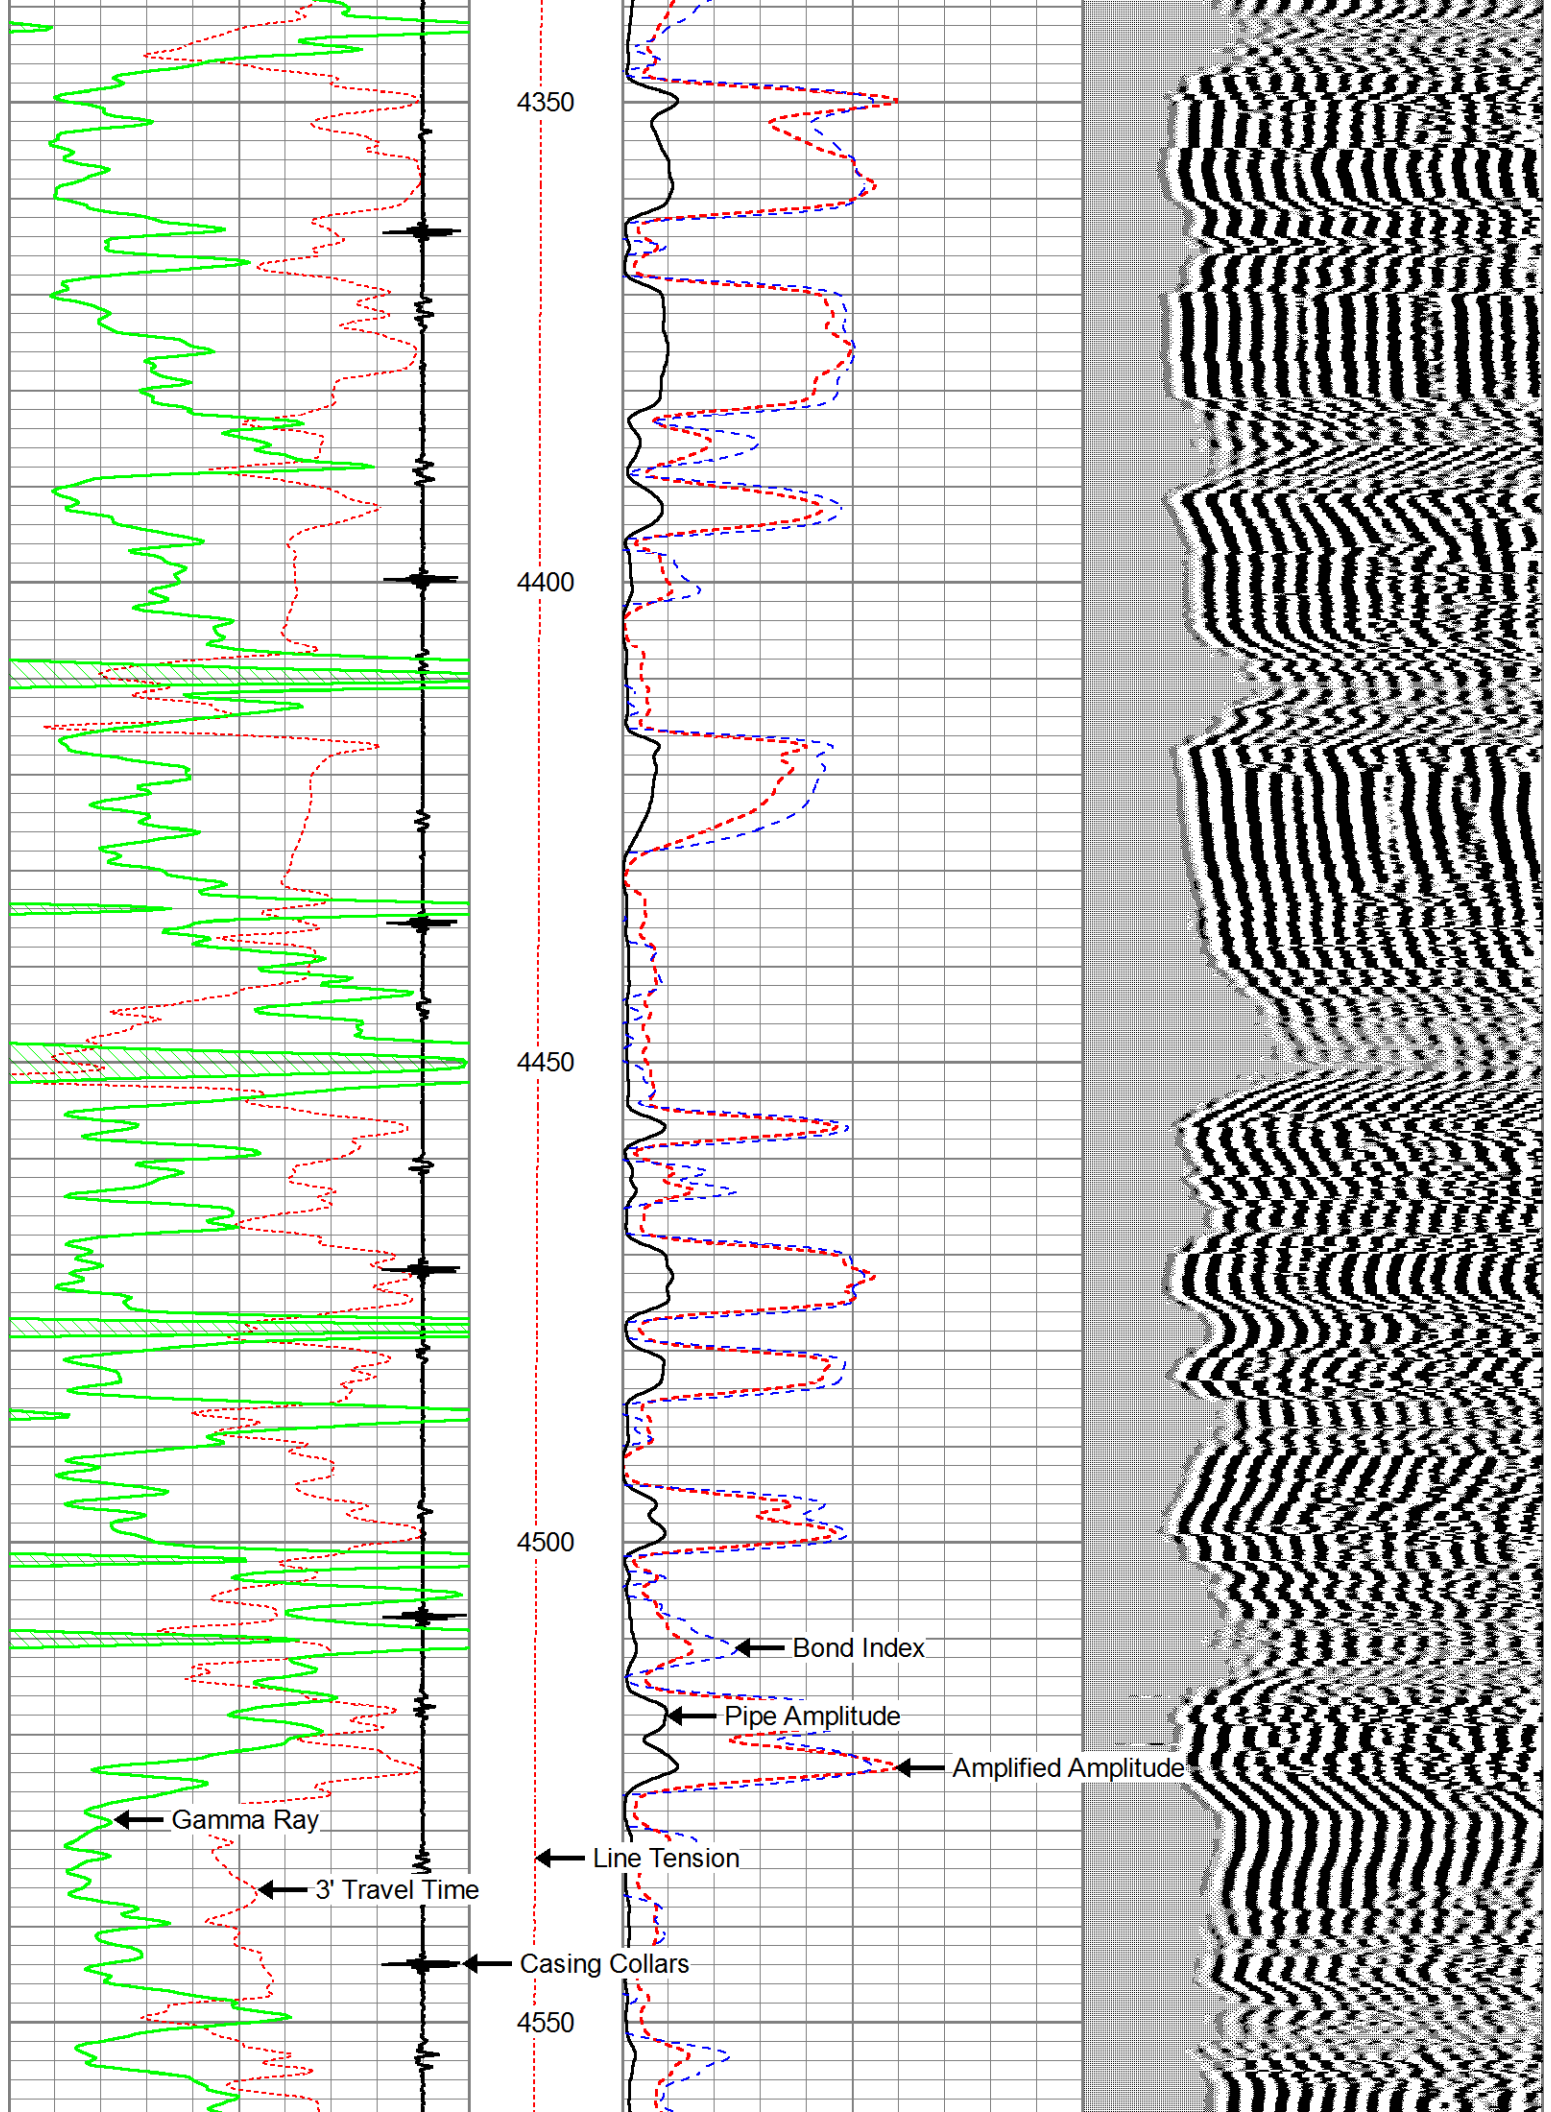 4350
4400
4450
4500
Bond Index
Pipe Amplitude
Amplified Amplitude
Gamma Ray
Line Tension
3' Travel Time
Casing Collars
4550